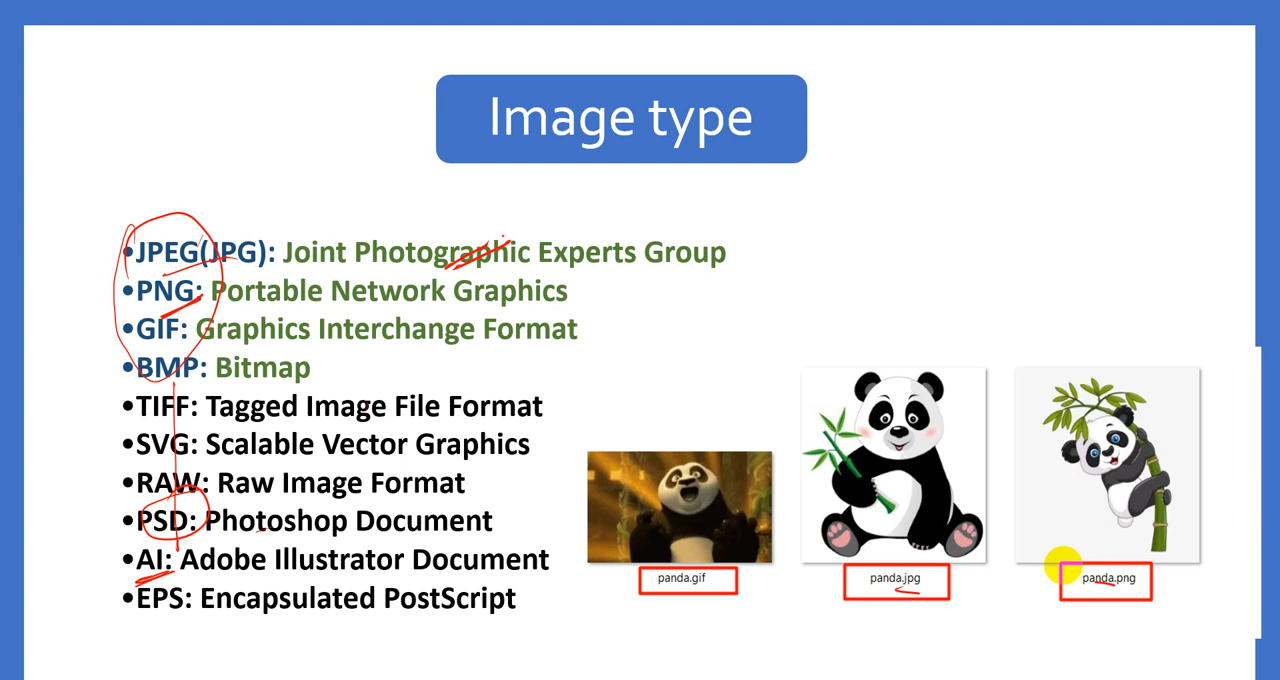 Image type
•JPEG(JPG): Joint Photographic Experts Group
•PNG: Portable Network Graphics
•GIF: Graphics Interchange Format
•BMP: Bitmap
•TIFF: Tagged Image File Format
•SVG: Scalable Vector Graphics
•RAW: Raw Image Format
•PSD: Photoshop Document
•AI: Adobe Illustrator Document
•EPS: Encapsulated PostScript
panda.gif
panda.jpg
panda.png